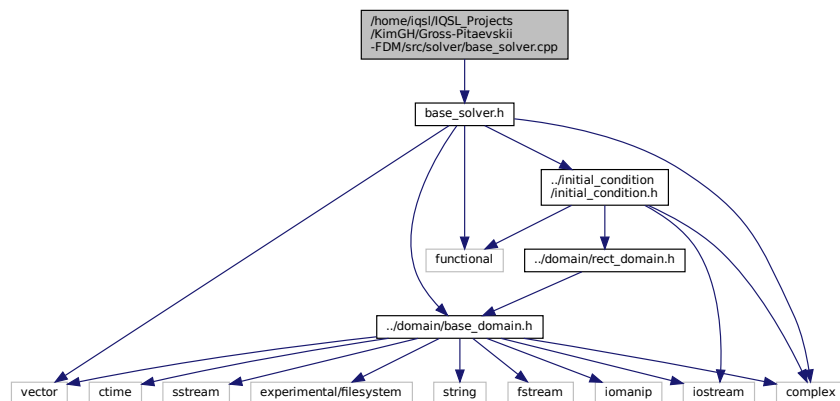 /home/iqsl/IQSL_Projects
/KimGH/Gross-Pitaevskii
-FDM/src/solver/base_solver.cpp
base_solver.h
../initial_condition
/initial_condition.h
functional
../domain/rect_domain.h
../domain/base_domain.h
vector
ctime
sstream
experimental/filesystem
string
fstream
iomanip
iostream
complex